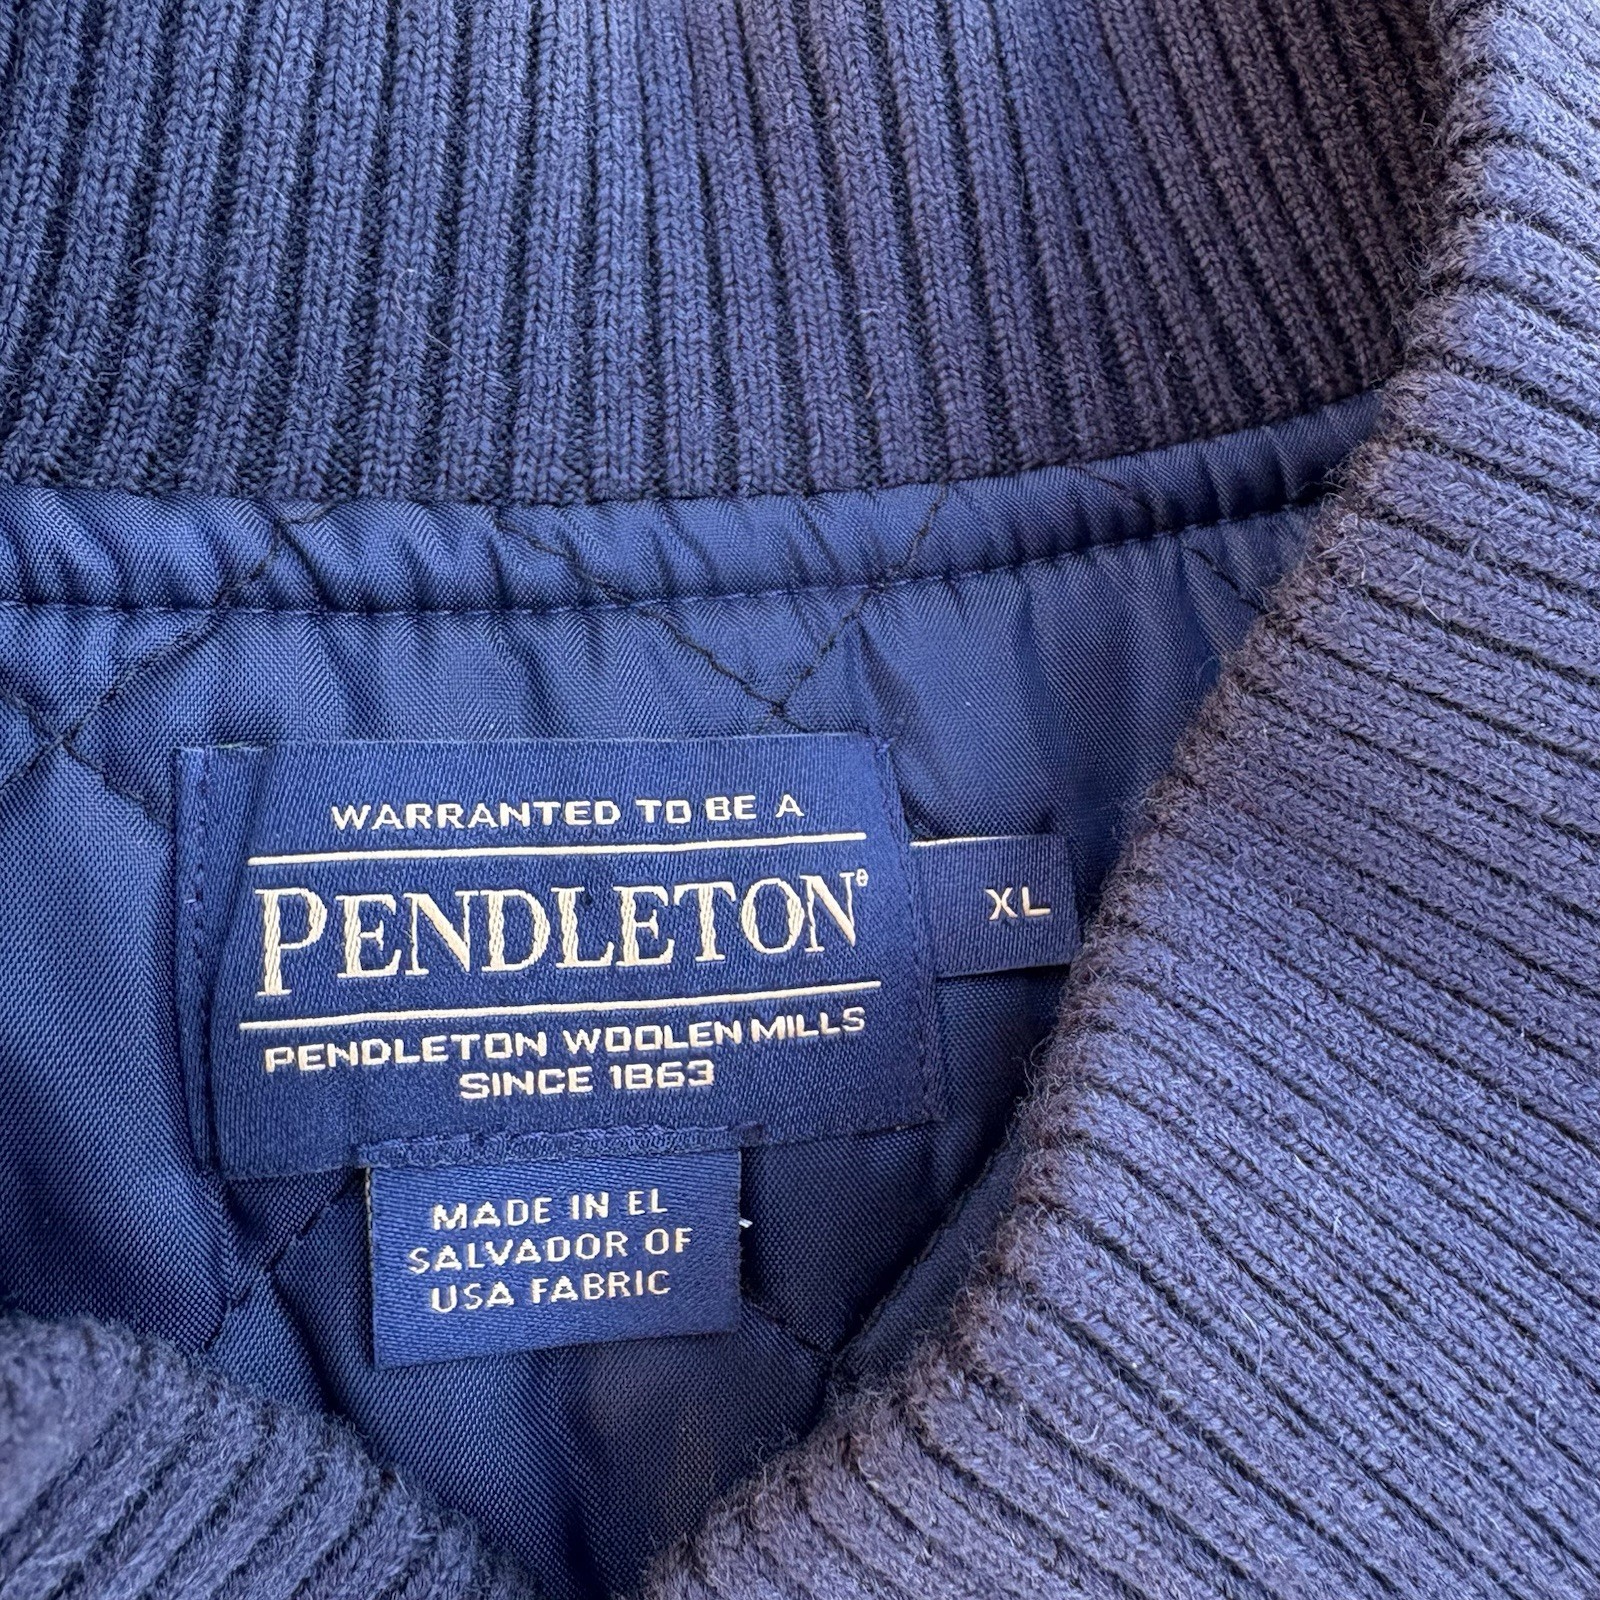 WARRANTED TO BE A
PENDLETON®
XL
PENDLETON WOOLEN MILLS
SINCE 1863
MADE IN EL
SALVADOR OF
USA FABRIC